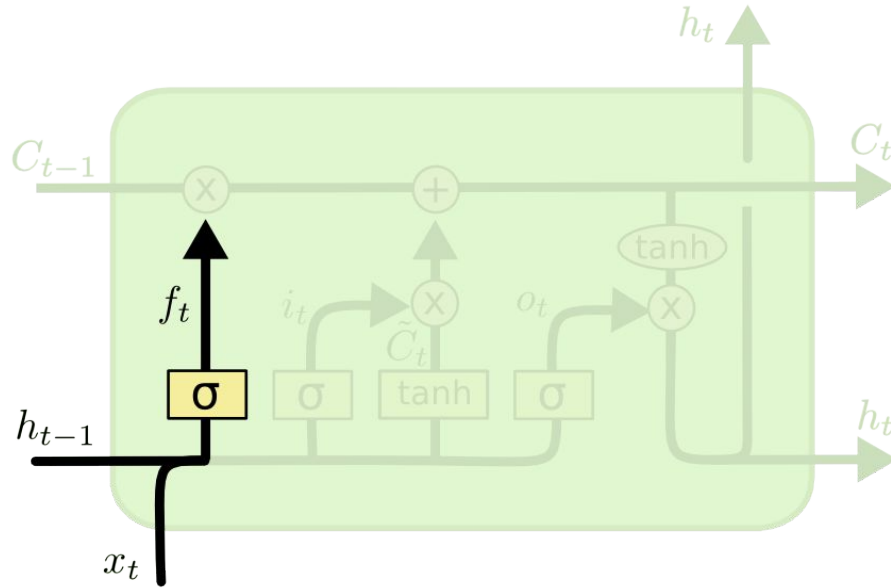 h_t
C_{t-1}
C_t
×
+
tanh
f_t
i_t
×
o_t
×
C̃_t
σ
σ
tanh
σ
h_{t-1}
h_t
x_t